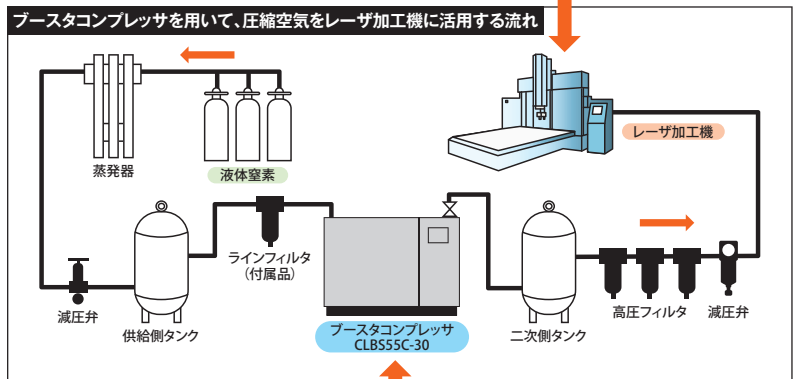 ブースタコンプレッサを用いて、圧縮空気をレーザ加工機に活用する流れ
蒸発器
液体窒素
レーザ加工機
ラインフィルタ
(付属品)
減圧弁
供給側タンク
ブースタコンプレッサ
CLBS55C-30
二次側タンク
高圧フィルタ
減圧弁